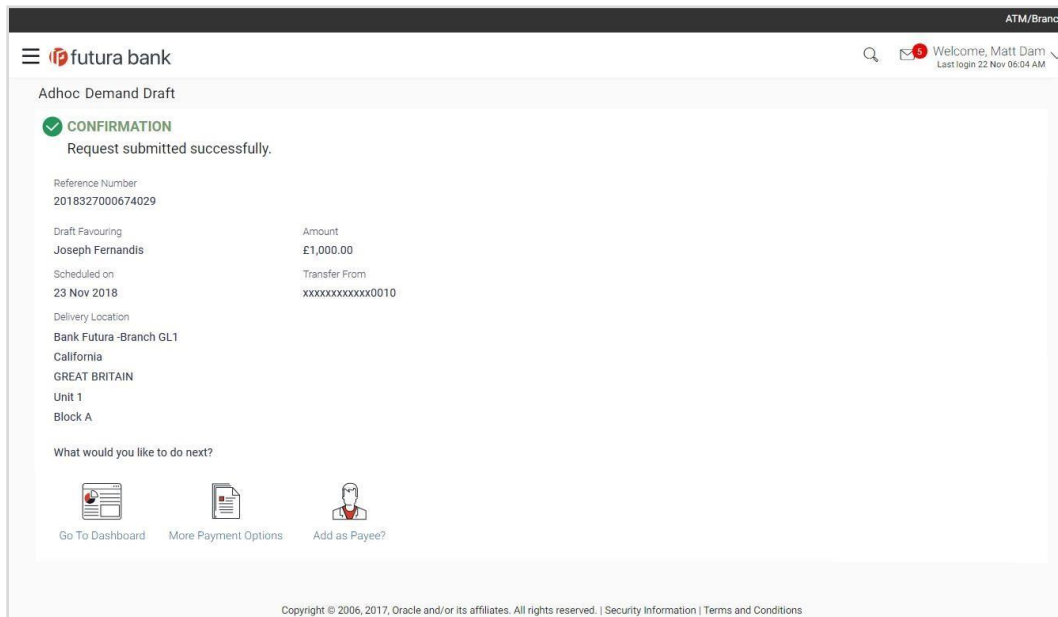 ATM/Branc
futura bank
5
Welcome, Matt Dam
Last login 22 Nov 06:04 AM
Adhoc Demand Draft
CONFIRMATION
Request submitted successfully.
Reference Number
2018327000674029
Draft Favouring Amount
Joseph Fernandis £1,000.00
Scheduled on Transfer From
23 Nov 2018 xxxxxxxxxxxx0010
Delivery Location
Bank Futura -Branch GL1
California
GREAT BRITAIN
Unit 1
Block A
What would you like to do next?
Go To Dashboard More Payment Options Add as Payee?
Copyright © 2006, 2017, Oracle and/or its affiliates. All rights reserved. | Security Information | Terms and Conditions